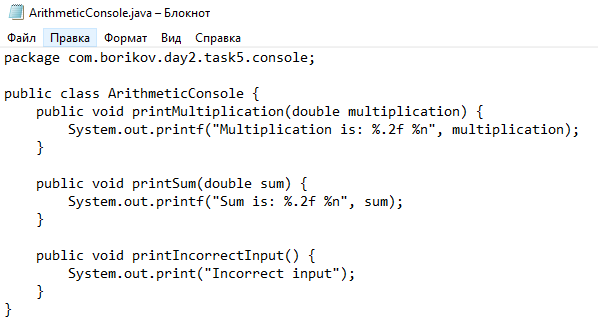 ArithmeticConsole.java – Блокнот
Файл Правка Формат Вид Справка
package com.borikov.day2.task5.console;

public class ArithmeticConsole {
    public void printMultiplication(double multiplication) {
        System.out.printf("Multiplication is: %.2f %n", multiplication);
    }

    public void printSum(double sum) {
        System.out.printf("Sum is: %.2f %n", sum);
    }

    public void printIncorrectInput() {
        System.out.print("Incorrect input");
    }
}